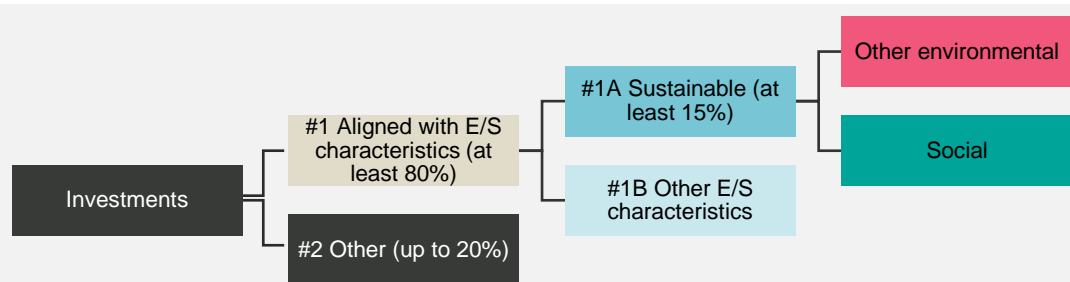 Investments
#1 Aligned with E/S
characteristics (at
least 80%)
#2 Other (up to 20%)
#1A Sustainable (at
least 15%)
#1B Other E/S
characteristics
Other environmental
Social